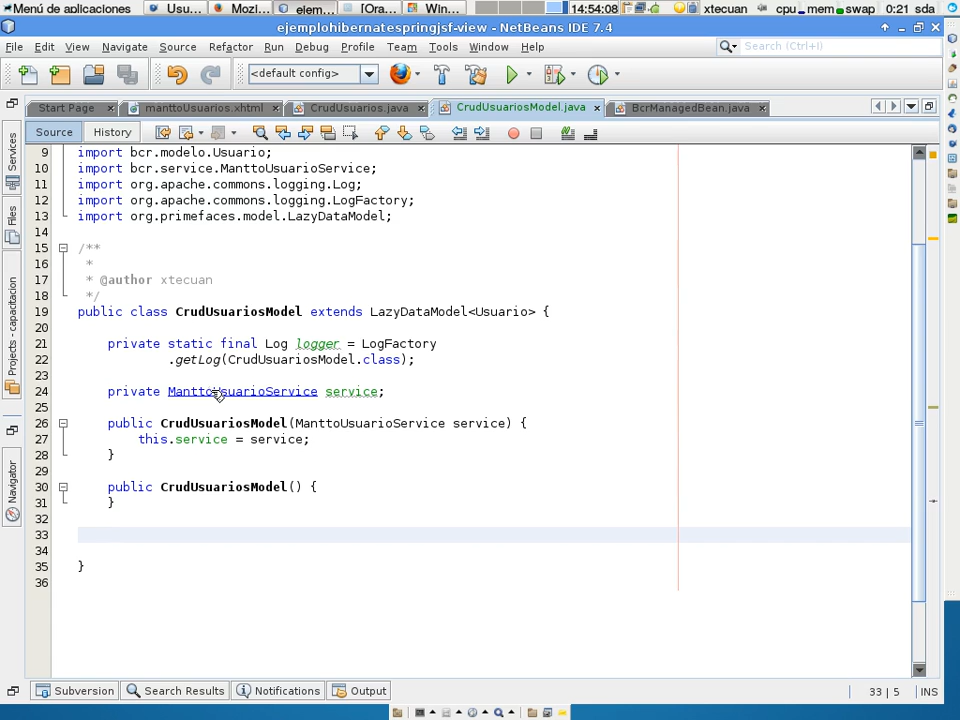 Menú de aplicaciones Usu... Mozi... ejem... [Ora... Win... 14:54:08 xtecuan cpu mem swap 0:21 sda
ejemplohibernatespringjsf-view - NetBeans IDE 7.4
File Edit View Navigate Source Refactor Run Debug Profile Team Tools Window Help Search (Ctrl+I)
<default config>
Start Page manttoUsuarios.xhtml CrudUsuarios.java CrudUsuariosModel.java BcrManagedBean.java
Source History
Services
Files
Projects - capacitacion
Navigator
9 import bcr.modelo.Usuario;
10 import bcr.service.ManttoUsuarioService;
11 import org.apache.commons.logging.Log;
12 import org.apache.commons.logging.LogFactory;
13 import org.primefaces.model.LazyDataModel;
14
15 /**
16 *
17 * @author xtecuan
18 */
19 public class CrudUsuariosModel extends LazyDataModel<Usuario> {
20
21 private static final Log logger = LogFactory
22 .getLog(CrudUsuariosModel.class);
23
24 private ManttoUsuarioService service;
25
26 public CrudUsuariosModel(ManttoUsuarioService service) {
27 this.service = service;
28 }
29
30 public CrudUsuariosModel() {
31 }
32
33
34
35 }
36
Subversion Search Results Notifications Output 33 | 5 INS